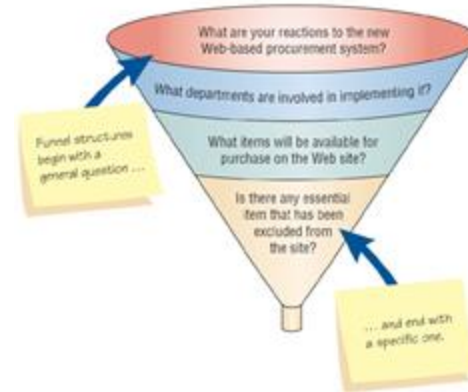 What are your reactions to the new
Web-based procurement system?
What departments are involved in implementing it?
Funnel structures
begin with a
general question ...
What items will be available for
purchase on the Web site?
Is there any essential
item that has been
excluded from
the site?
... and end with
a specific one.